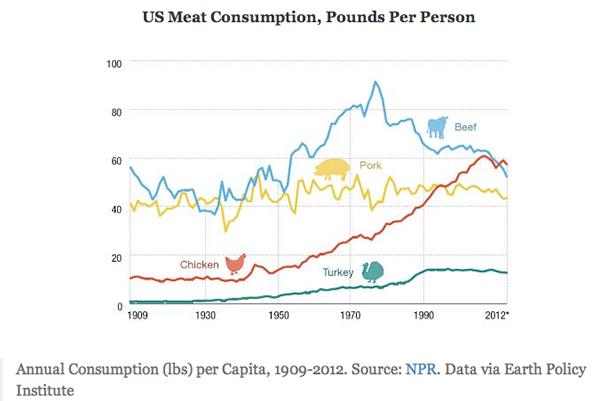 US Meat Consumption, Pounds Per Person
100
80
Beef
60
Pork
40
20
Chicken
Turkey
0
1909
1930
1950
1970
1990
2012*
Annual Consumption (lbs) per Capita, 1909-2012. Source: NPR. Data via Earth Policy
Institute